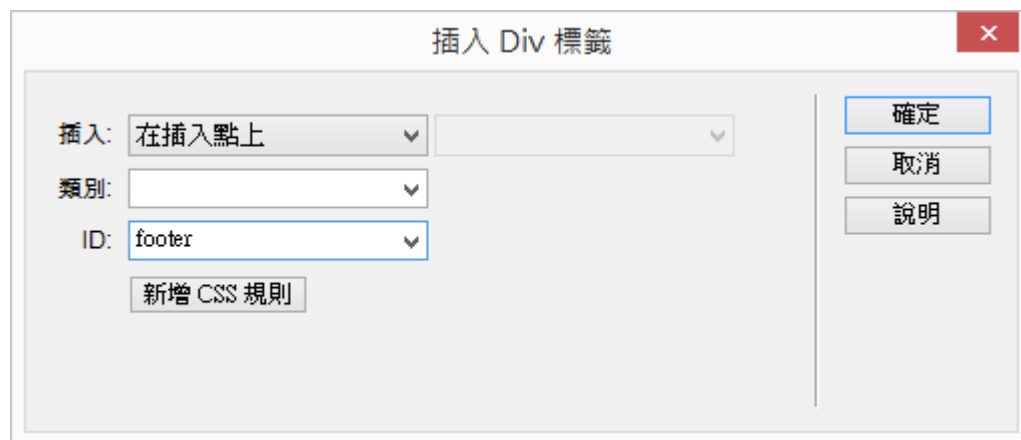 插入 Div 標籤
插入: 在插入點上
確定
類別:
取消
ID: footer
說明
新增 CSS 規則